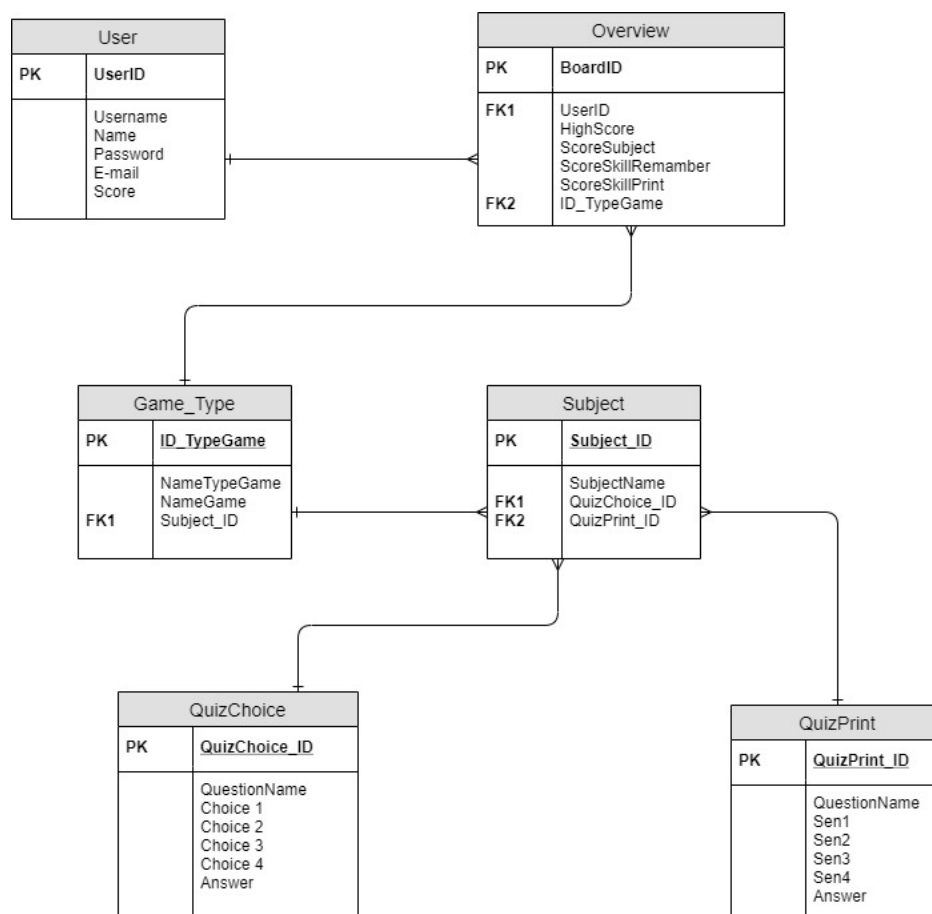 User
PK UserID
Username
Name
Password
E-mail
Score
Overview
PK BoardID
FK1 UserID
HighScore
ScoreSubject
ScoreSkillRemamber
ScoreSkillPrint
FK2 ID_TypeGame
Game_Type
PK ID_TypeGame
NameTypeGame
NameGame
FK1 Subject_ID
Subject
PK Subject_ID
SubjectName
FK1 QuizChoice_ID
FK2 QuizPrint_ID
QuizChoice
PK QuizChoice_ID
QuestionName
Choice 1
Choice 2
Choice 3
Choice 4
Answer
QuizPrint
PK QuizPrint_ID
QuestionName
Sen1
Sen2
Sen3
Sen4
Answer